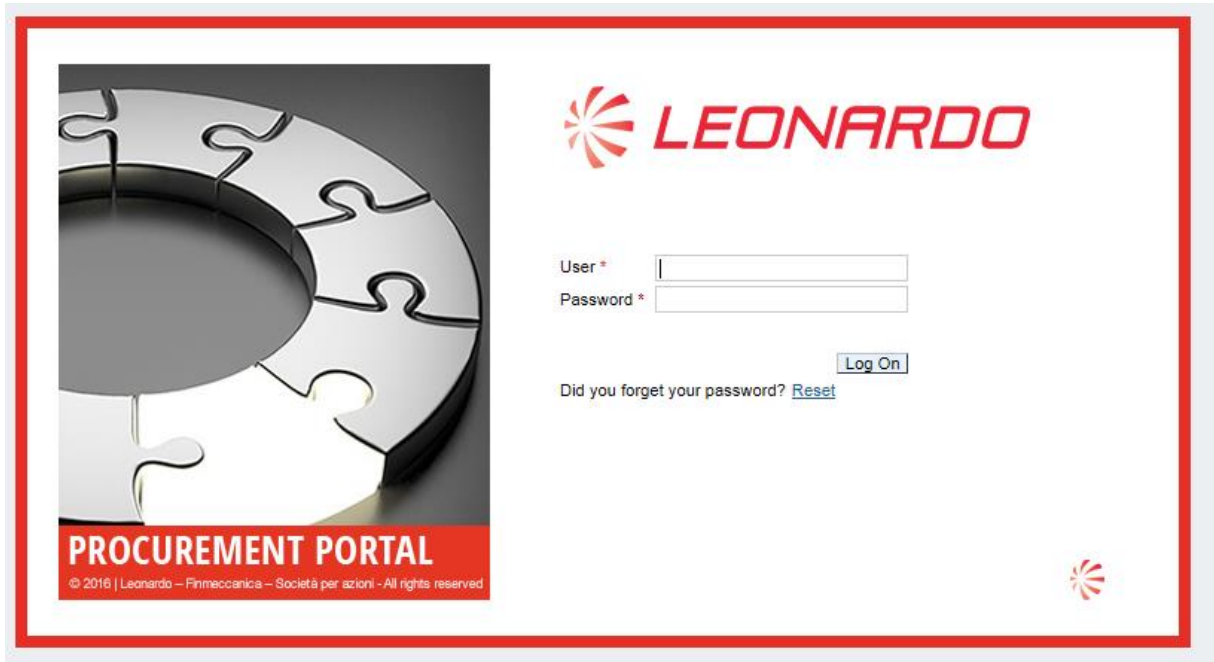 LEONARDO
User *
Password *
Log On
Did you forget your password? Reset
PROCUREMENT PORTAL
© 2016 | Leonardo – Finmeccanica – Società per azioni - All rights reserved